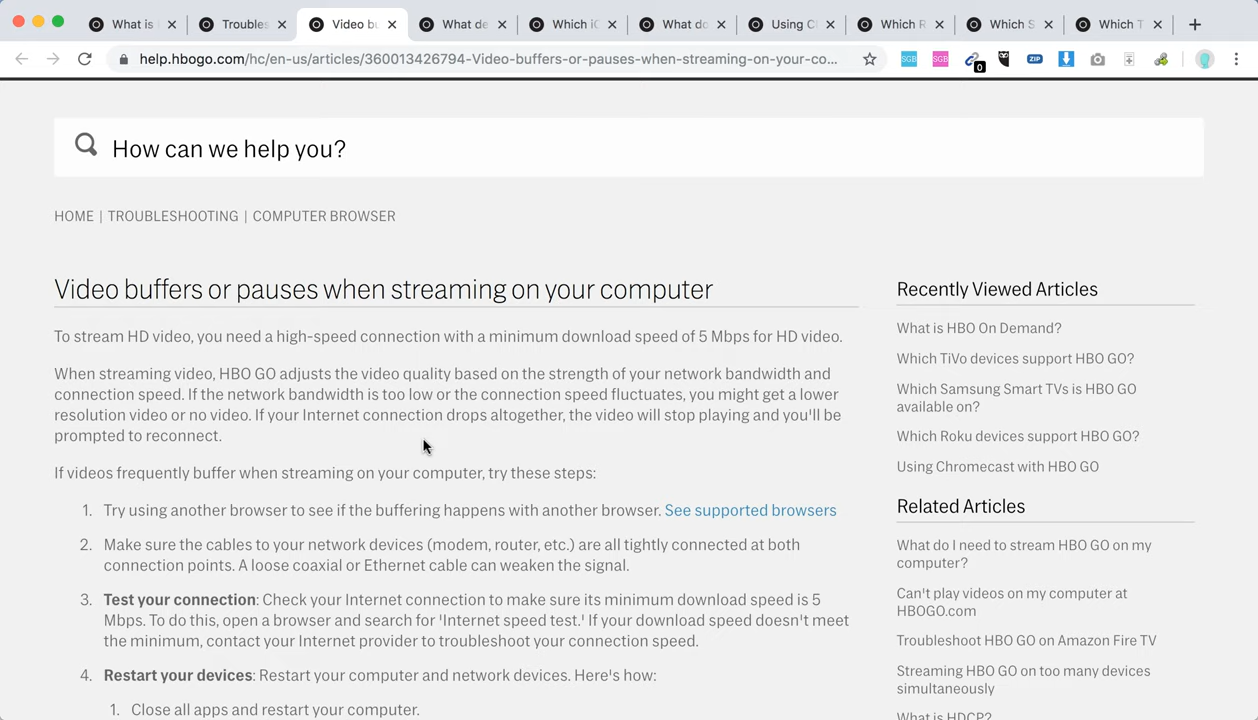 What is
Troubles
Video bu
What de
Which iO
What do
Using Ch
Which R
Which S
Which T
help.hbogo.com/hc/en-us/articles/360013426794-Video-buffers-or-pauses-when-streaming-on-your-co...
SGB
SGB
0
ZIP
How can we help you?
HOME | TROUBLESHOOTING | COMPUTER BROWSER
Video buffers or pauses when streaming on your computer
To stream HD video, you need a high-speed connection with a minimum download speed of 5 Mbps for HD video.
When streaming video, HBO GO adjusts the video quality based on the strength of your network bandwidth and
connection speed. If the network bandwidth is too low or the connection speed fluctuates, you might get a lower
resolution video or no video. If your Internet connection drops altogether, the video will stop playing and you'll be
prompted to reconnect.
If videos frequently buffer when streaming on your computer, try these steps:
1. Try using another browser to see if the buffering happens with another browser. See supported browsers
2. Make sure the cables to your network devices (modem, router, etc.) are all tightly connected at both
connection points. A loose coaxial or Ethernet cable can weaken the signal.
3. Test your connection: Check your Internet connection to make sure its minimum download speed is 5
Mbps. To do this, open a browser and search for 'Internet speed test.' If your download speed doesn't meet
the minimum, contact your Internet provider to troubleshoot your connection speed.
4. Restart your devices: Restart your computer and network devices. Here's how:
1. Close all apps and restart your computer.
Recently Viewed Articles
What is HBO On Demand?
Which TiVo devices support HBO GO?
Which Samsung Smart TVs is HBO GO
available on?
Which Roku devices support HBO GO?
Using Chromecast with HBO GO
Related Articles
What do I need to stream HBO GO on my
computer?
Can't play videos on my computer at
HBOGO.com
Troubleshoot HBO GO on Amazon Fire TV
Streaming HBO GO on too many devices
simultaneously
What is HDCP?